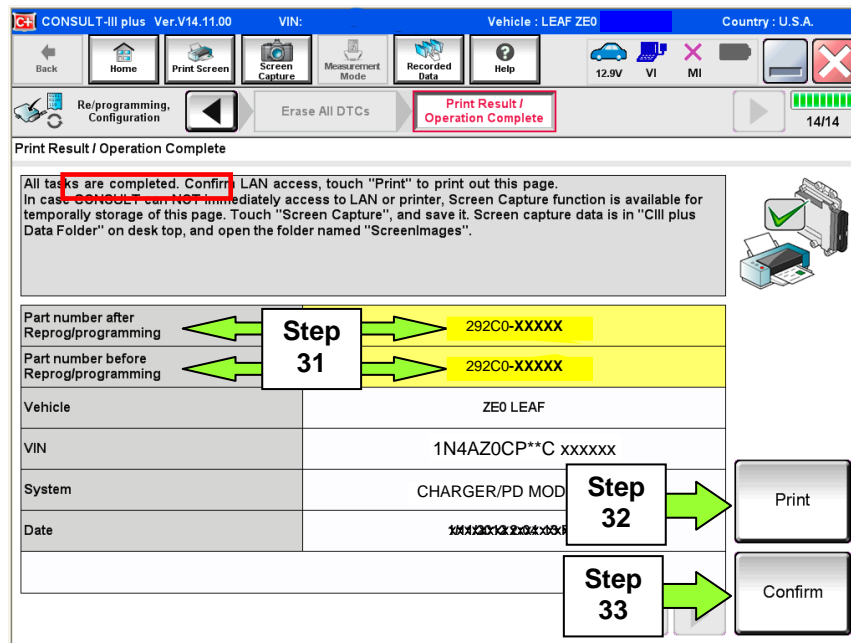 CONSULT-III plus Ver.V14.11.00 VIN: Vehicle : LEAF ZE0 Country : U.S.A.
Back Home Print Screen Screen Capture Measurement Mode Recorded Data Help 12.9V VI MI
Re/programming, Configuration Erase All DTCs Print Result / Operation Complete 14/14
Print Result / Operation Complete
All tasks are completed. Confirm LAN access, touch "Print" to print out this page.
In case CONSULT can NOT immediately access to LAN or printer, Screen Capture function is available for
temporally storage of this page. Touch "Screen Capture", and save it. Screen capture data is in "CIII plus
Data Folder" on desk top, and open the folder named "ScreenImages".
Part number after
Reprog/programming
292C0-XXXXX
Step
31
Part number before
Reprog/programming
292C0-XXXXX
Vehicle ZE0 LEAF
VIN 1N4AZ0CP**C xxxxxx
System CHARGER/PD MOD
Step
32
Print
Date
Step
33
Confirm